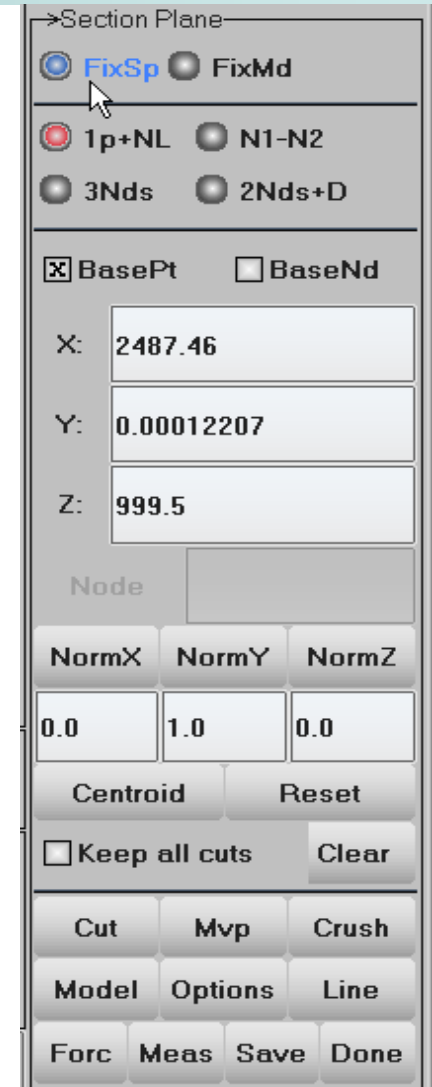 ->Section Plane
FixSp FixMd
1p+NL N1-N2
3Nds 2Nds+D
X BasePt BaseNd
X: 2487.46
Y: 0.00012207
Z: 999.5
Node
NormX NormY NormZ
0.0 1.0 0.0
Centroid Reset
Keep all cuts Clear
Cut Mvp Crush
Model Options Line
Forc Meas Save Done